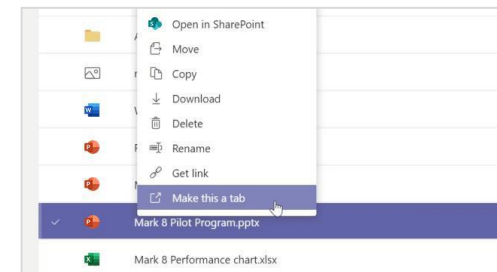 Open in SharePoint
Move
Copy
Download
Delete
Rename
Get link
Make this a tab
Mark 8 Pilot Program.pptx
Mark 8 Performance chart.xlsx